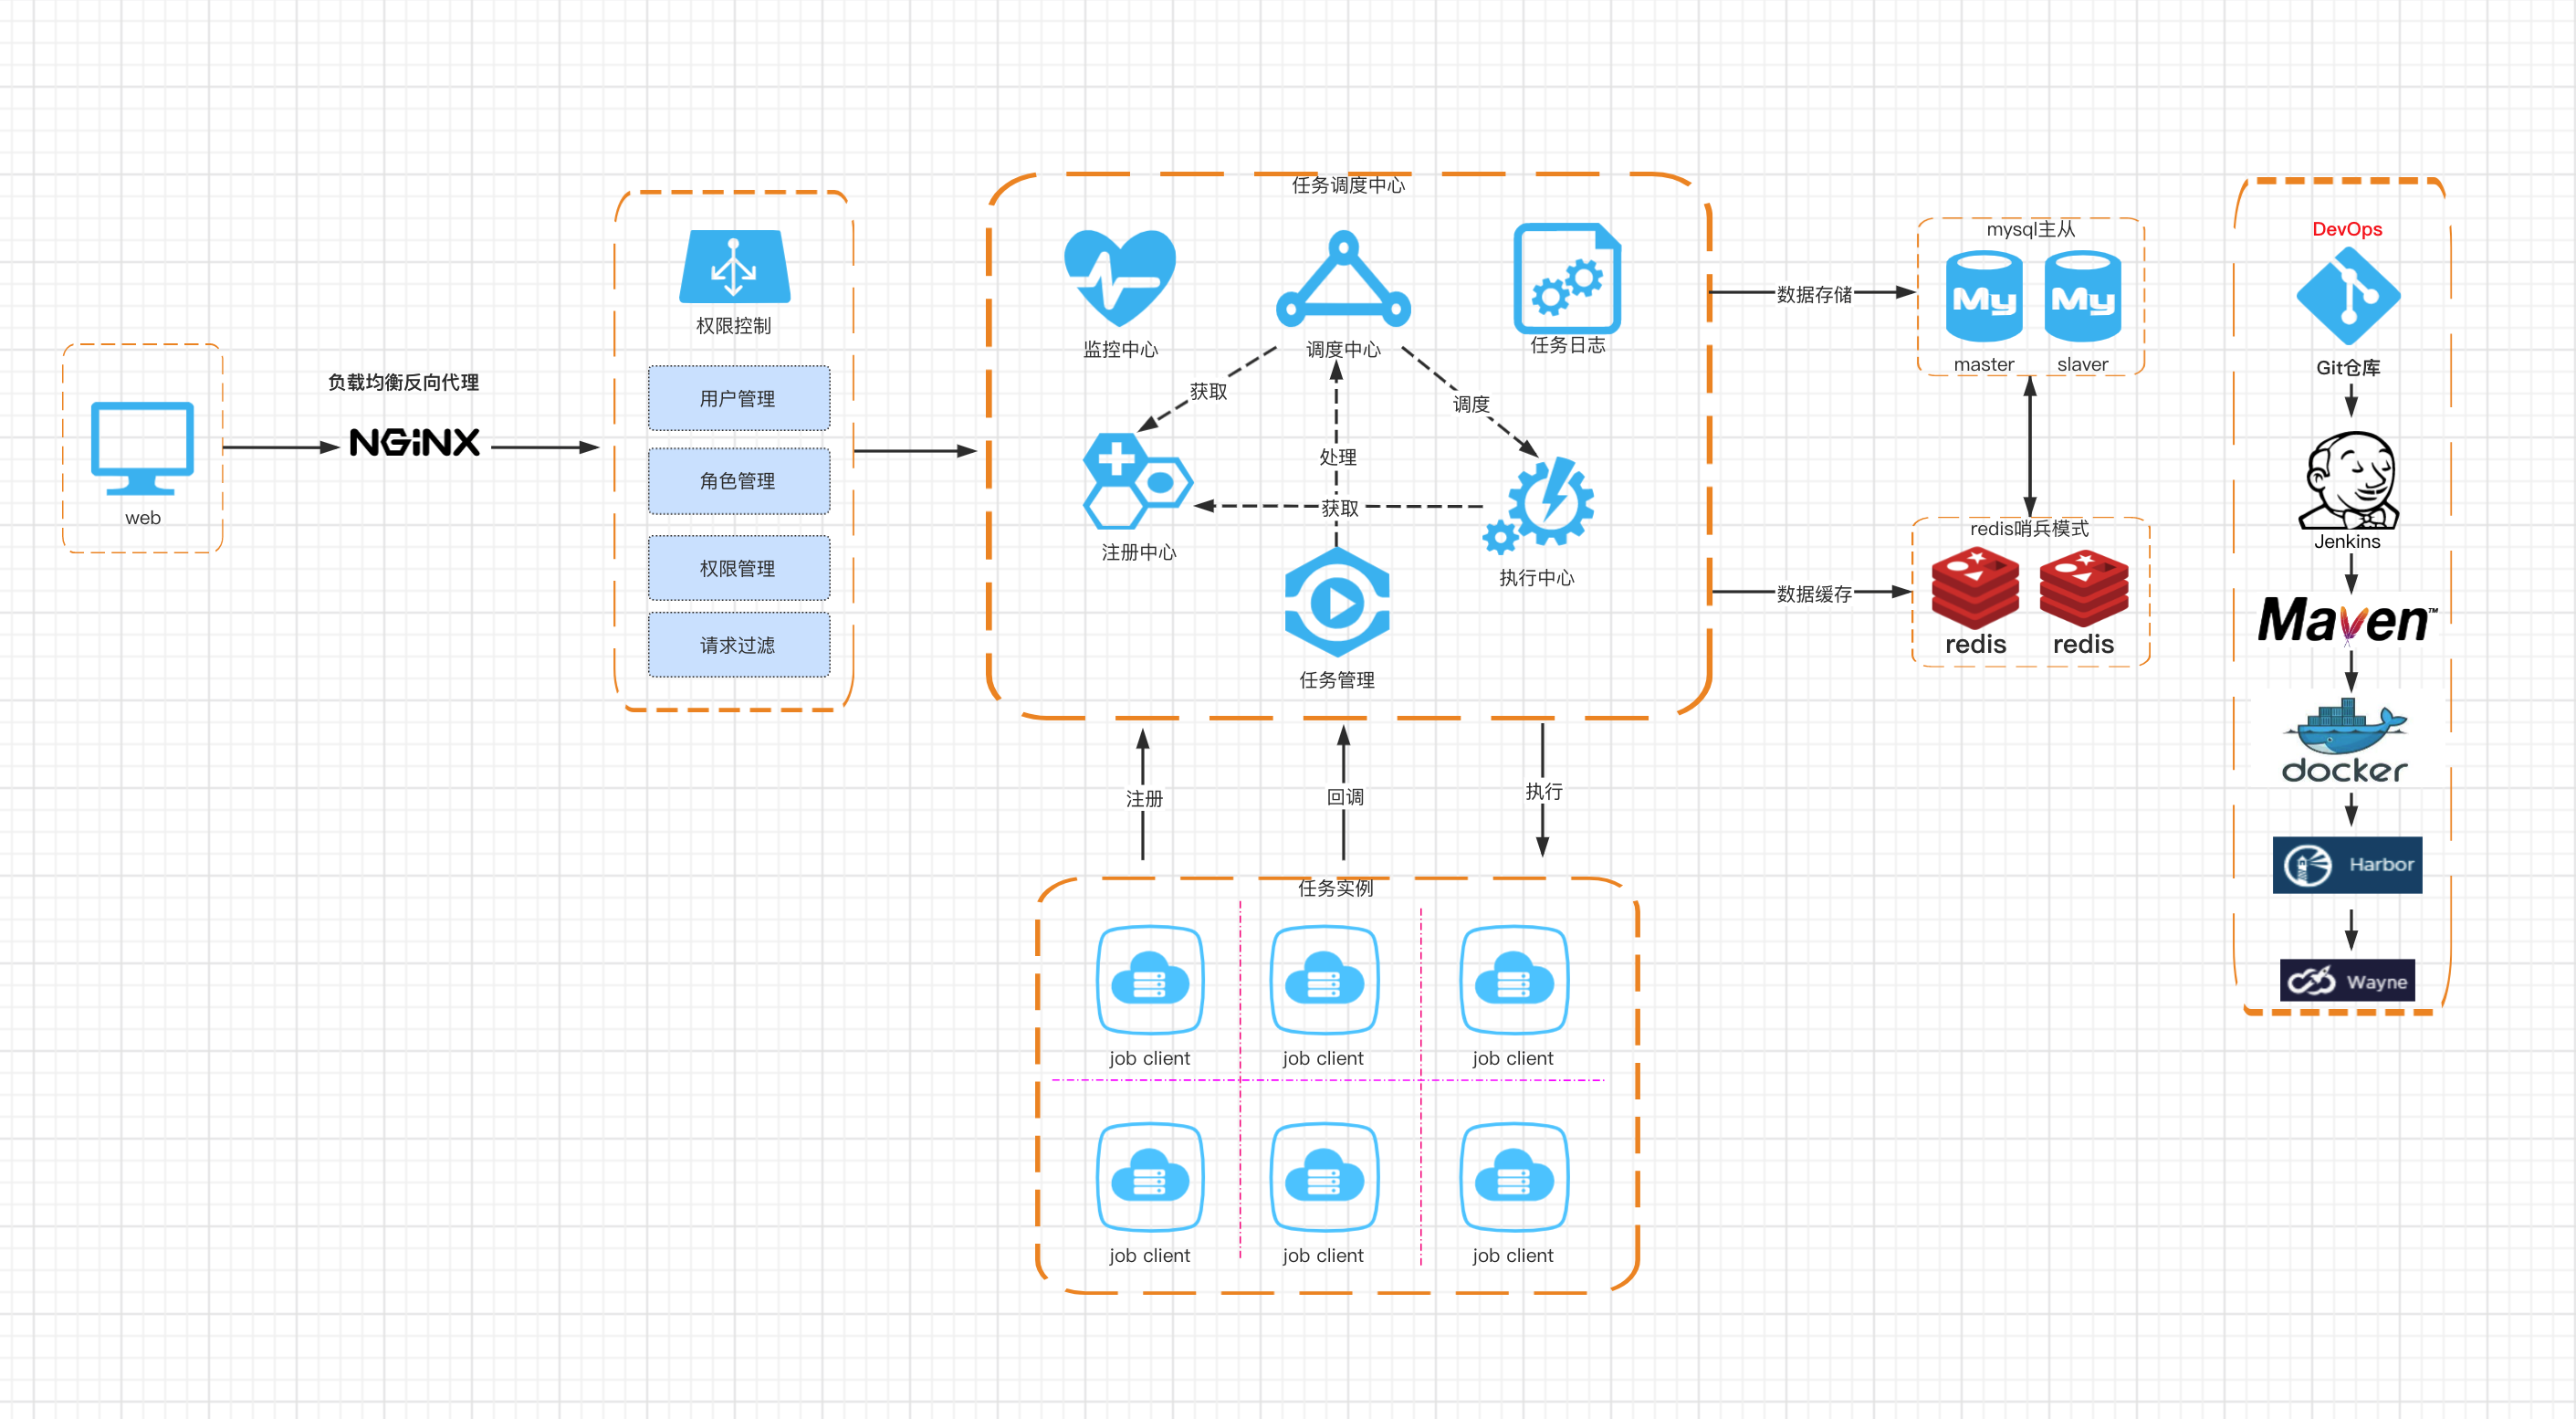 web
负载均衡反向代理
NGiNX
权限控制
用户管理
角色管理
权限管理
请求过滤
任务调度中心
监控中心
调度中心
任务日志
获取
调度
处理
获取
注册中心
执行中心
任务管理
注册
回调
执行
任务实例
job client
job client
job client
job client
job client
job client
数据存储
数据缓存
mysql主从
My
My
master
slaver
redis哨兵模式
redis
redis
DevOps
Git仓库
Jenkins
Maven™
docker
Harbor
Wayne